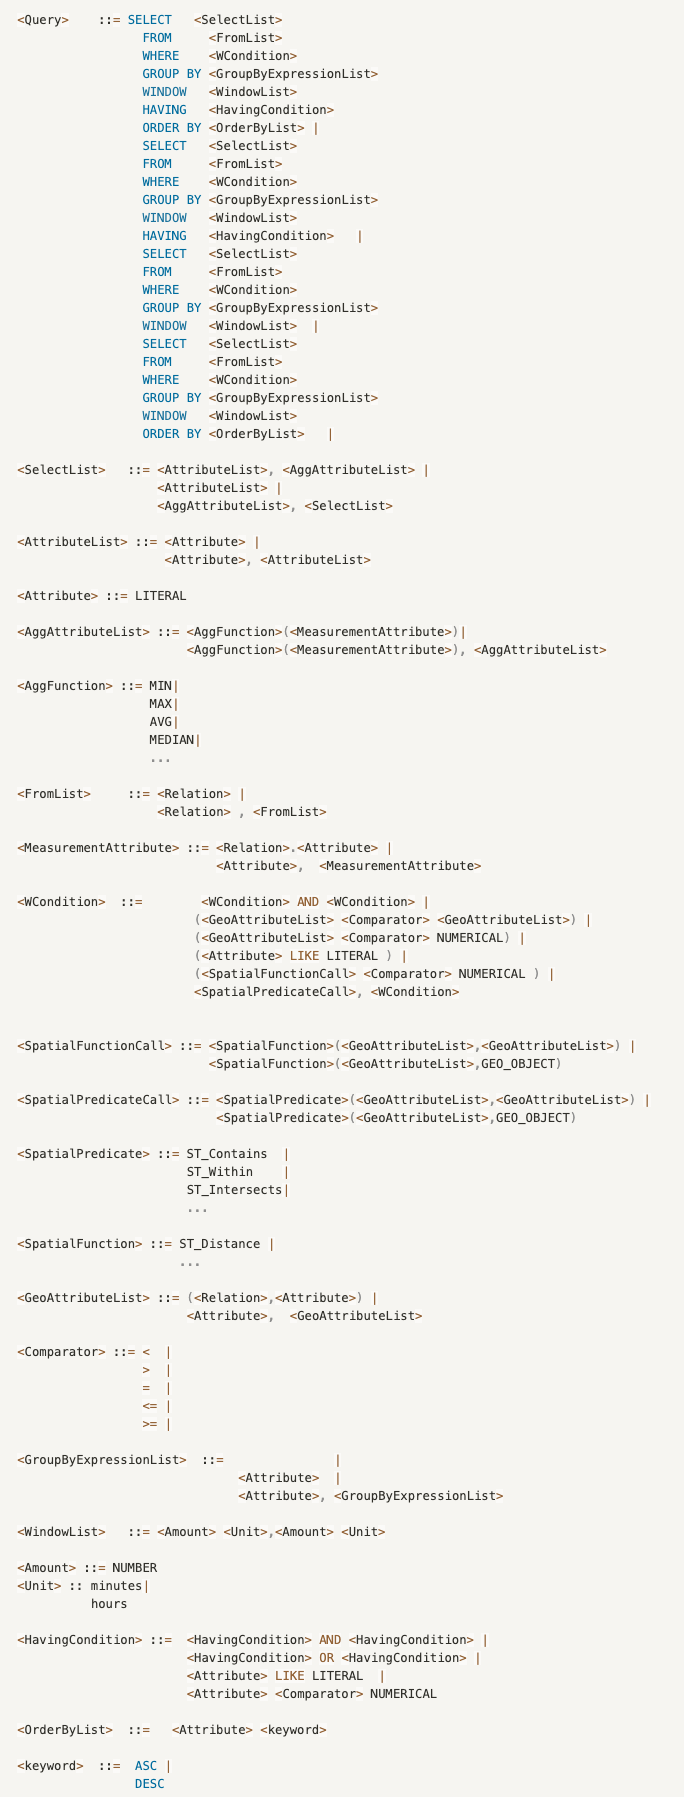 <Query>    ::= SELECT   <SelectList>
                 FROM     <FromList>
                 WHERE    <WCondition>
                 GROUP BY <GroupByExpressionList>
                 WINDOW   <WindowList>
                 HAVING   <HavingCondition>
                 ORDER BY <OrderByList> |
                 SELECT   <SelectList>
                 FROM     <FromList>
                 WHERE    <WCondition>
                 GROUP BY <GroupByExpressionList>
                 WINDOW   <WindowList>
                 HAVING   <HavingCondition>   |
                 SELECT   <SelectList>
                 FROM     <FromList>
                 WHERE    <WCondition>
                 GROUP BY <GroupByExpressionList>
                 WINDOW   <WindowList>  |
                 SELECT   <SelectList>
                 FROM     <FromList>
                 WHERE    <WCondition>
                 GROUP BY <GroupByExpressionList>
                 WINDOW   <WindowList>
                 ORDER BY <OrderByList>   |

<SelectList>   ::= <AttributeList>, <AggAttributeList> |
                   <AttributeList> |
                   <AggAttributeList>, <SelectList>

<AttributeList> ::= <Attribute> |
                    <Attribute>, <AttributeList>

<Attribute> ::= LITERAL

<AggAttributeList> ::= <AggFunction>(<MeasurementAttribute>)|
                       <AggFunction>(<MeasurementAttribute>), <AggAttributeList>

<AggFunction> ::= MIN|
                  MAX|
                  AVG|
                  MEDIAN|
                  ...

<FromList>     ::= <Relation> |
                   <Relation> , <FromList>

<MeasurementAttribute> ::= <Relation>.<Attribute> |
                           <Attribute>,  <MeasurementAttribute>

<WCondition>  ::=        <WCondition> AND <WCondition> |
                        (<GeoAttributeList> <Comparator> <GeoAttributeList>) |
                        (<GeoAttributeList> <Comparator> NUMERICAL) |
                        (<Attribute> LIKE LITERAL ) |
                        (<SpatialFunctionCall> <Comparator> NUMERICAL ) |
                        <SpatialPredicateCall>, <WCondition>

<SpatialFunctionCall> ::= <SpatialFunction>(<GeoAttributeList>,<GeoAttributeList>) |
                          <SpatialFunction>(<GeoAttributeList>,GEO_OBJECT)

<SpatialPredicateCall> ::= <SpatialPredicate>(<GeoAttributeList>,<GeoAttributeList>) |
                           <SpatialPredicate>(<GeoAttributeList>,GEO_OBJECT)

<SpatialPredicate> ::= ST_Contains  |
                       ST_Within    |
                       ST_Intersects|
                       ...

<SpatialFunction> ::= ST_Distance |
                      ...

<GeoAttributeList> ::= (<Relation>,<Attribute>) |
                       <Attribute>,  <GeoAttributeList>

<Comparator> ::= <  |
                 >  |
                 =  |
                 <= |
                 >= |

<GroupByExpressionList>  ::=               |
                              <Attribute>  |
                              <Attribute>, <GroupByExpressionList>

<WindowList>   ::= <Amount> <Unit>,<Amount> <Unit>

<Amount> ::= NUMBER
<Unit> :: minutes|
          hours

<HavingCondition> ::=  <HavingCondition> AND <HavingCondition> |
                       <HavingCondition> OR <HavingCondition> |
                       <Attribute> LIKE LITERAL  |
                       <Attribute> <Comparator> NUMERICAL

<OrderByList>  ::=   <Attribute> <keyword>

<keyword>  ::=  ASC |
                DESC